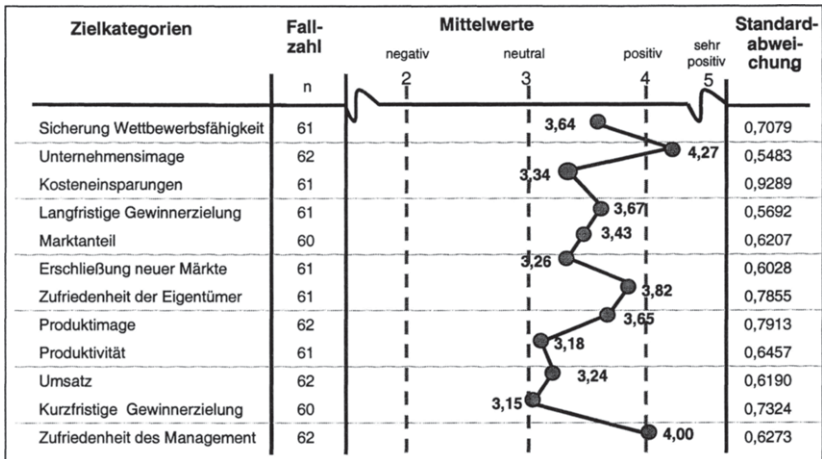 Zielkategorien Fall-zahl Mittelwerte Standard-abwei-chung
negativ neutral positiv sehr positiv
n 2 3 4 5
Sicherung Wettbewerbsfähigkeit 61 3,64 0,7079
Unternehmensimage 62 4,27 0,5483
Kosteneinsparungen 61 3,34 0,9289
Langfristige Gewinnerzielung 61 3,67 0,5692
Marktanteil 60 3,43 0,6207
Erschließung neuer Märkte 61 3,26 0,6028
Zufriedenheit der Eigentümer 61 3,82 0,7855
Produktimage 62 3,65 0,7913
Produktivität 61 3,18 0,6457
Umsatz 62 3,24 0,6190
Kurzfristige Gewinnerzielung 60 3,15 0,7324
Zufriedenheit des Management 62 4,00 0,6273